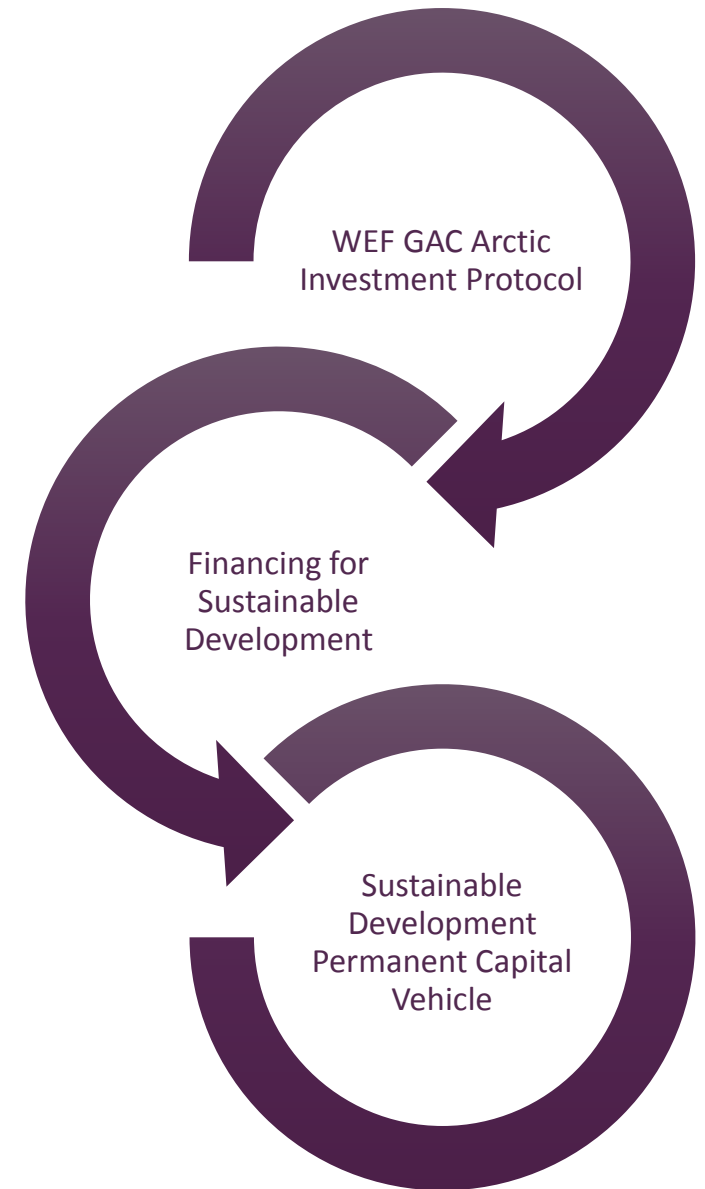 WEF GAC Arctic
Investment Protocol
Financing for
Sustainable
Development
Sustainable
Development
Permanent Capital
Vehicle